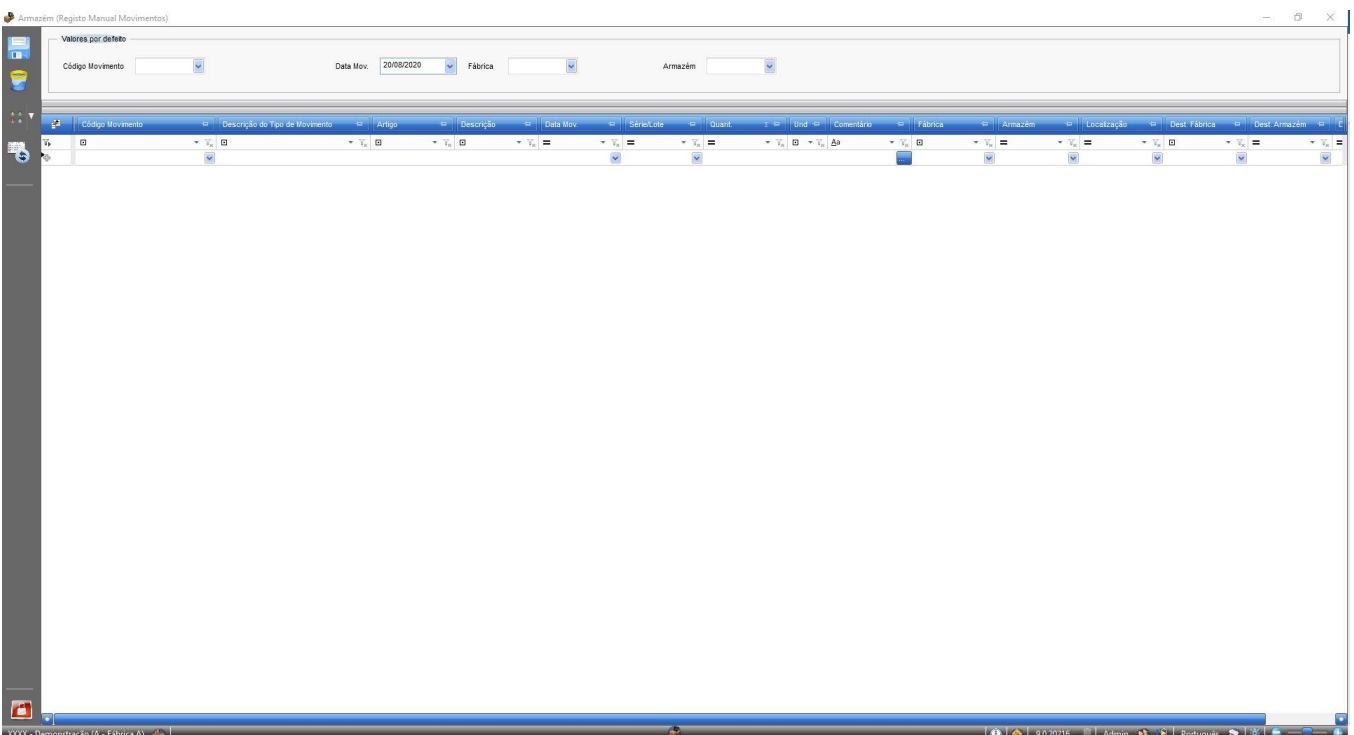 Armazém (Registo Manual Movimentos)
Valores por defeito
Código Movimento Data Mov. 20/08/2020 Fábrica Armazém
Código Movimento Descrição do Tipo de Movimento Artigo Descrição Data Mov. Série/Lote Quant. Und Comentário Fábrica Armazém Localização Dest. Fábrica Dest. Armazém
= = = Aa = = = =
...
XXXX - Demonstração (A - Fábrica A) 9.0.20216 Admin Português